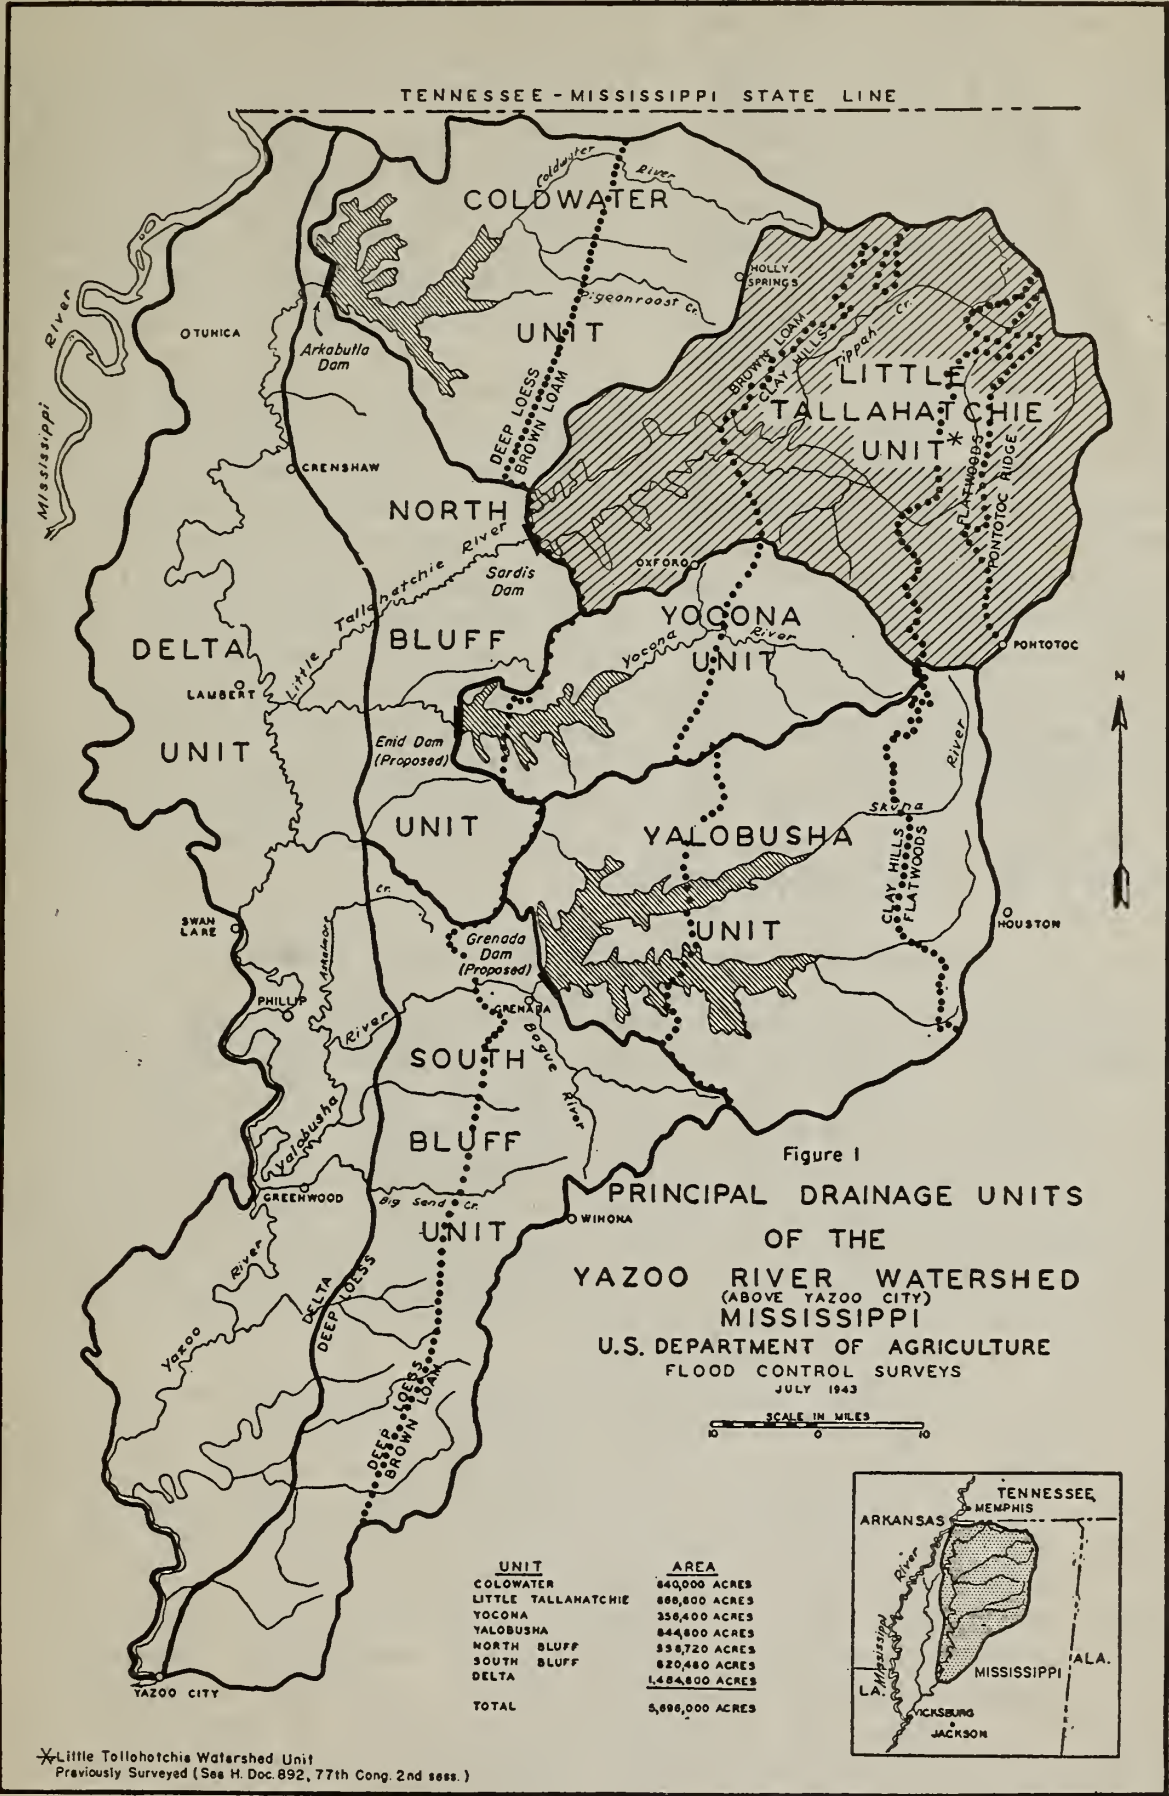 TENNESSEE - MISSISSIPPI STATE LINE
Coldwater River
COLDWATER
UNIT
HOLLY
SPRINGS
Pigeonroost Cr.
Mississippi River
TUNICA
Arkabutla
Dam
BROWN LOAM
CLAY HILLS
Tippah Cr.
LITTLE
TALLAHATCHIE
UNIT *
FLATWOODS
PONTOTOC RIDGE
DEEP LOESS
BROWN LOAM
CRENSHAW
NORTH
Little Tallahatchie River
Sardis
Dam
OXFORD
BLUFF
DELTA
LAMBERT
UNIT
YOCONA
Yocona River
UNIT
PONTOTOC
N
Enid Dam
(Proposed)
UNIT
Skuna River
YALOBUSHA
CLAY HILLS
FLATWOODS
UNIT
HOUSTON
SWAN
LAKE
Cr.
Grenada
Dam
(Proposed)
GRENADA
PHILLIP
Yalobusha River
Bogue River
SOUTH
BLUFF
GREENWOOD
Big Sand Cr.
UNIT
WINONA
Yazoo River
DELTA
DEEP LOESS
DEEP LOESS
BROWN LOAM
YAZOO CITY
Figure 1
PRINCIPAL DRAINAGE UNITS
OF THE
YAZOO RIVER WATERSHED
(ABOVE YAZOO CITY)
MISSISSIPPI
U.S. DEPARTMENT OF AGRICULTURE
FLOOD CONTROL SURVEYS
JULY 1943
SCALE IN MILES
10 0 10
UNIT AREA
COLDWATER 640,000 ACRES
LITTLE TALLAHATCHIE ACRES
YOCONA 356,400 ACRES
YALOBUSHA ACRES
NORTH BLUFF ACRES
SOUTH BLUFF ACRES
DELTA ACRES
TOTAL ACRES
TENNESSEE
MEMPHIS
ARKANSAS
Mississippi River
ALA.
MISSISSIPPI
LA.
VICKSBURG
JACKSON
* Little Tollohotchie Watershed Unit
Previously Surveyed (See H. Doc. 892, 77th Cong. 2nd sess.)